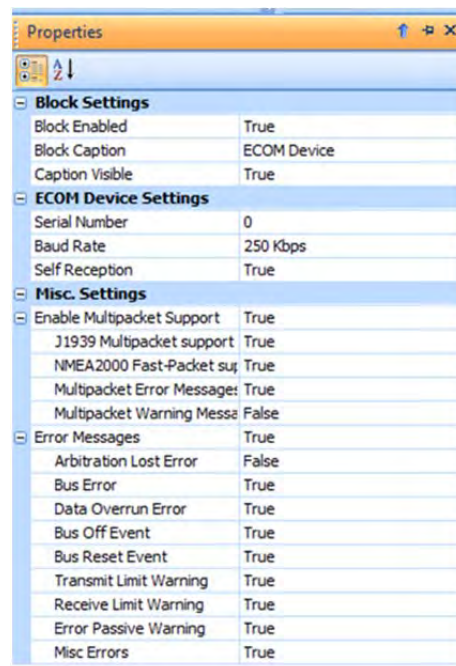 Properties
Block Settings
Block Enabled True
Block Caption ECOM Device
Caption Visible True
ECOM Device Settings
Serial Number 0
Baud Rate 250 Kbps
Self Reception True
Misc. Settings
Enable Multipacket Support True
J1939 Multipacket support True
NMEA2000 Fast-Packet sup True
Multipacket Error Messages True
Multipacket Warning Messa False
Error Messages True
Arbitration Lost Error False
Bus Error True
Data Overrun Error True
Bus Off Event True
Bus Reset Event True
Transmit Limit Warning True
Receive Limit Warning True
Error Passive Warning True
Misc Errors True